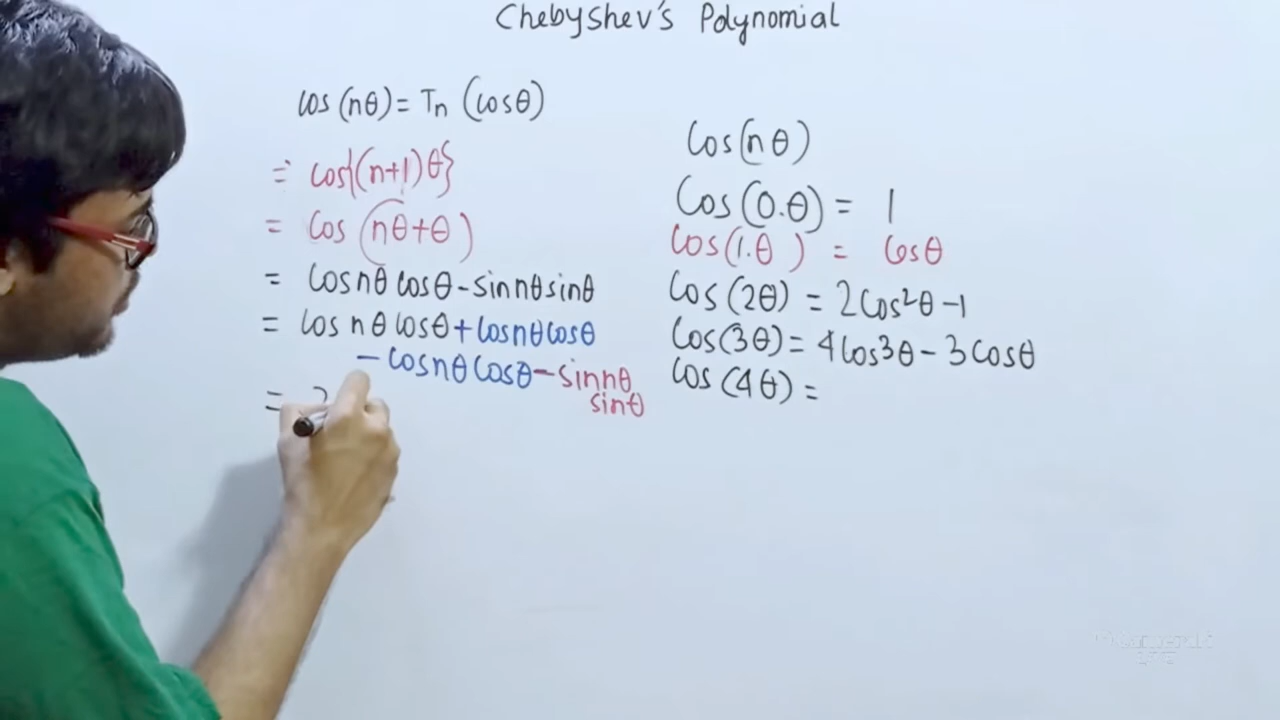 Chebyshev's Polynomial
cos(nθ) = Tn (cosθ)
= cos{(n+1)θ}
= cos (nθ+θ)
= cosnθ cosθ - sinnθ sinθ
= cos nθ cosθ + cosnθ cosθ
- cosnθ cosθ - sinnθ
sinθ
=
Cos(nθ)
Cos(0.θ) = 1
Cos(1.θ) = Cosθ
Cos(2θ) = 2Cos²θ - 1
Cos(3θ) = 4Cos³θ - 3Cosθ
Cos(4θ) =